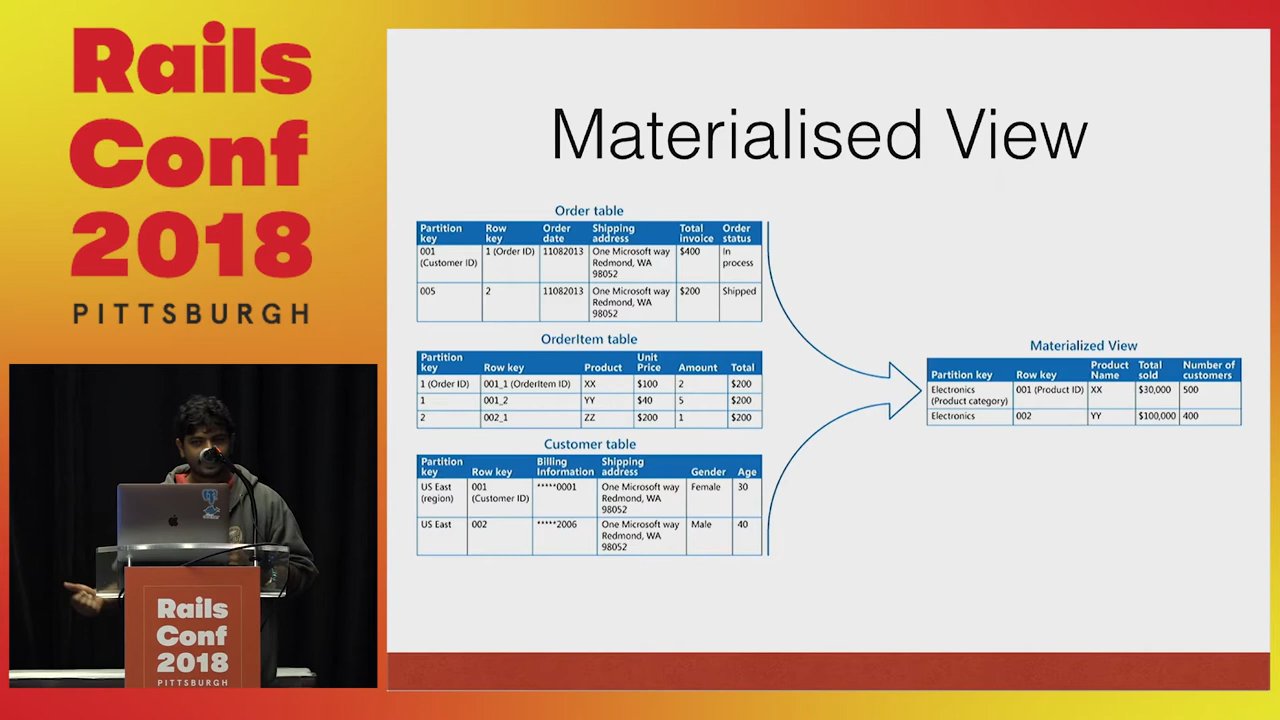 Rails
Conf
2018
PITTSBURGH
Materialised View
Order table
Partition key Row key Order date Shipping address Total invoice Order status
001 (Customer ID) 1 (Order ID) 11082013 One Microsoft way Redmond, WA 98052 $400 In process
005 2 11082013 One Microsoft way Redmond, WA 98052 $200 Shipped
OrderItem table
Partition key Row key Product Unit Price Amount Total
1 (Order ID) 001_1 (OrderItem ID) XX $100 2 $200
1 001_2 YY $40 5 $200
2 002_1 ZZ $200 1 $200
Customer table
Partition key Row key Billing Information Shipping address Gender Age
US East (region) 001 (Customer ID) *****0001 One Microsoft way Redmond, WA 98052 Female 30
US East 002 *****2006 One Microsoft way Redmond, WA 98052 Male 40
Materialized View
Partition key Row key Product Name Total sold Number of customers
Electronics (Product category) 001 (Product ID) XX $30,000 500
Electronics 002 YY $100,000 400
Rails
Conf
2018
PITTSBURGH